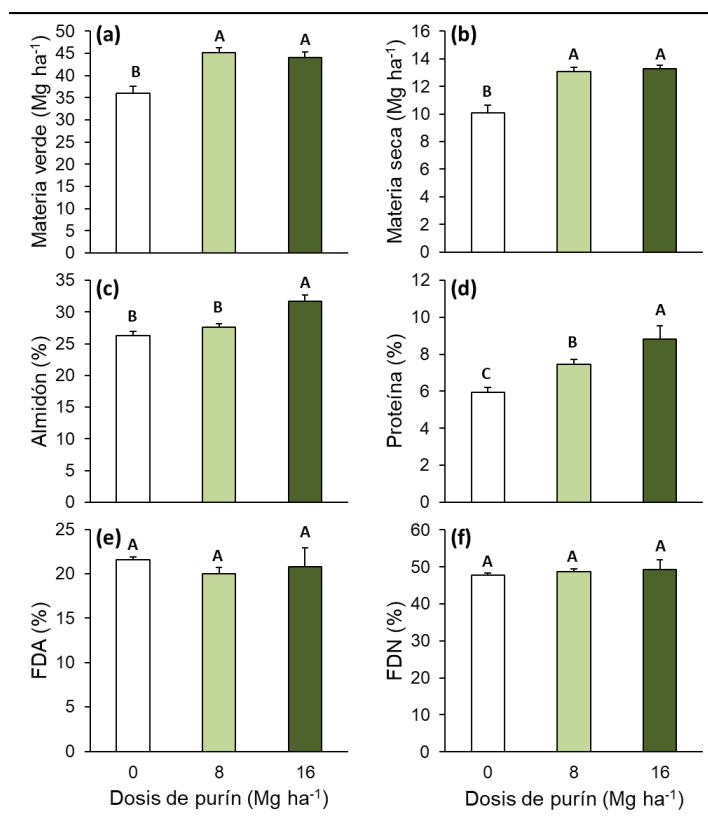 (a)
Materia verde (Mg ha-1)
50
45
40
35
30
25
20
15
10
5
0
B
A
A
(b)
Materia seca (Mg ha-1)
16
14
12
10
8
6
4
2
0
B
A
A
(c)
Almidón (%)
35
30
25
20
15
10
5
0
B
B
A
(d)
Proteína (%)
12
10
8
6
4
2
0
C
B
A
(e)
FDA (%)
25
20
15
10
5
0
A
A
A
0 8 16
Dosis de purín (Mg ha-1)
(f)
FDN (%)
60
50
40
30
20
10
0
A
A
A
0 8 16
Dosis de purín (Mg ha-1)